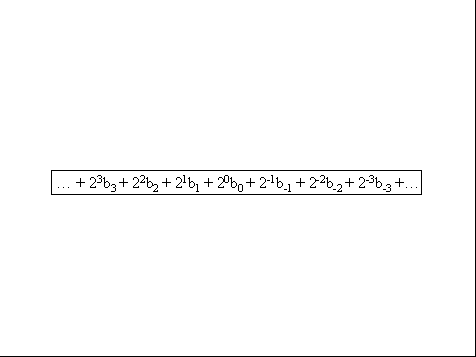 … + 2³b₃ + 2²b₂ + 2¹b₁ + 2⁰b₀ + 2⁻¹b₋₁ + 2⁻²b₋₂ + 2⁻³b₋₃ +…